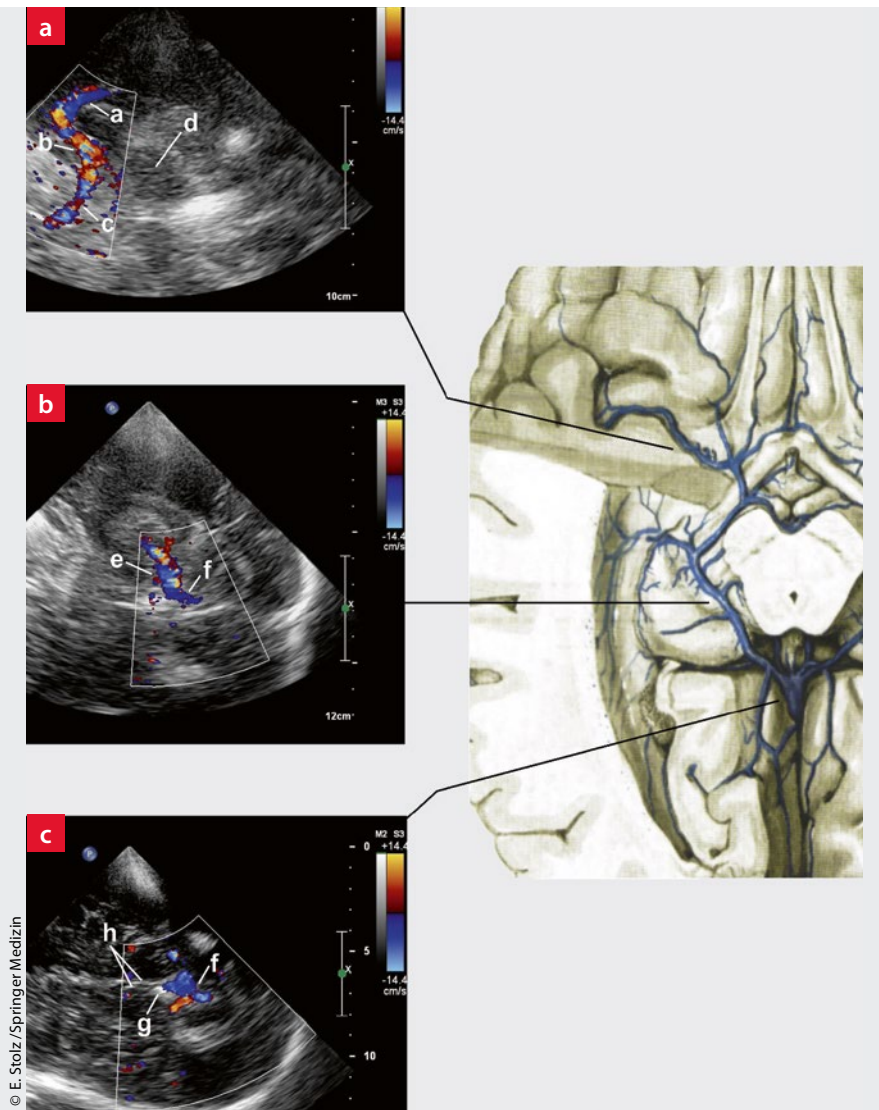 a
a
b
c
d
-14.4
cm/s
x
10cm
b
P
M3 S3
+14.4
-14.4
cm/s
e
f
x
12cm
c
P
M2 S3
+14.4
-14.4
cm/s
0
5
10
x
h
f
g
© E. Stolz / Springer Medizin